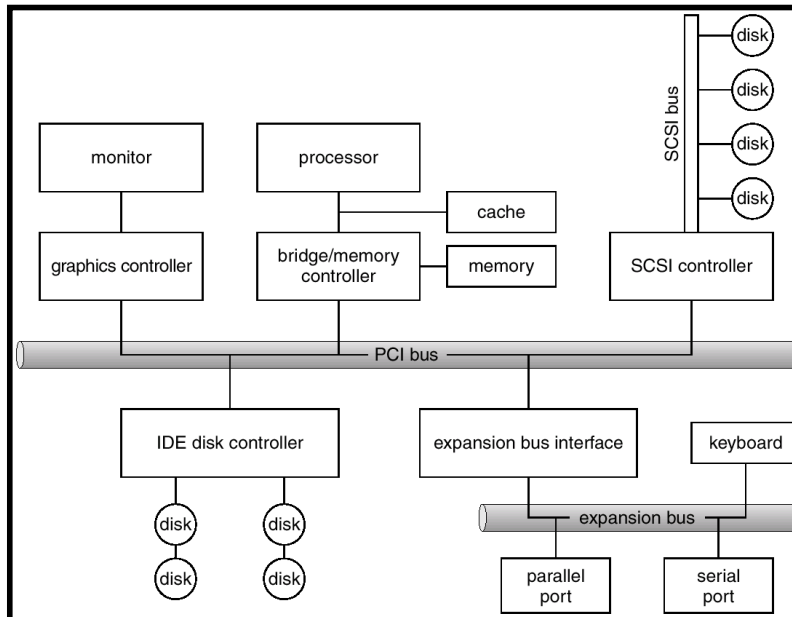 disk
SCSI bus
disk
disk
disk
monitor
processor
cache
graphics controller
bridge/memory
controller
memory
SCSI controller
PCI bus
IDE disk controller
expansion bus interface
keyboard
disk
disk
expansion bus
disk
disk
parallel
port
serial
port